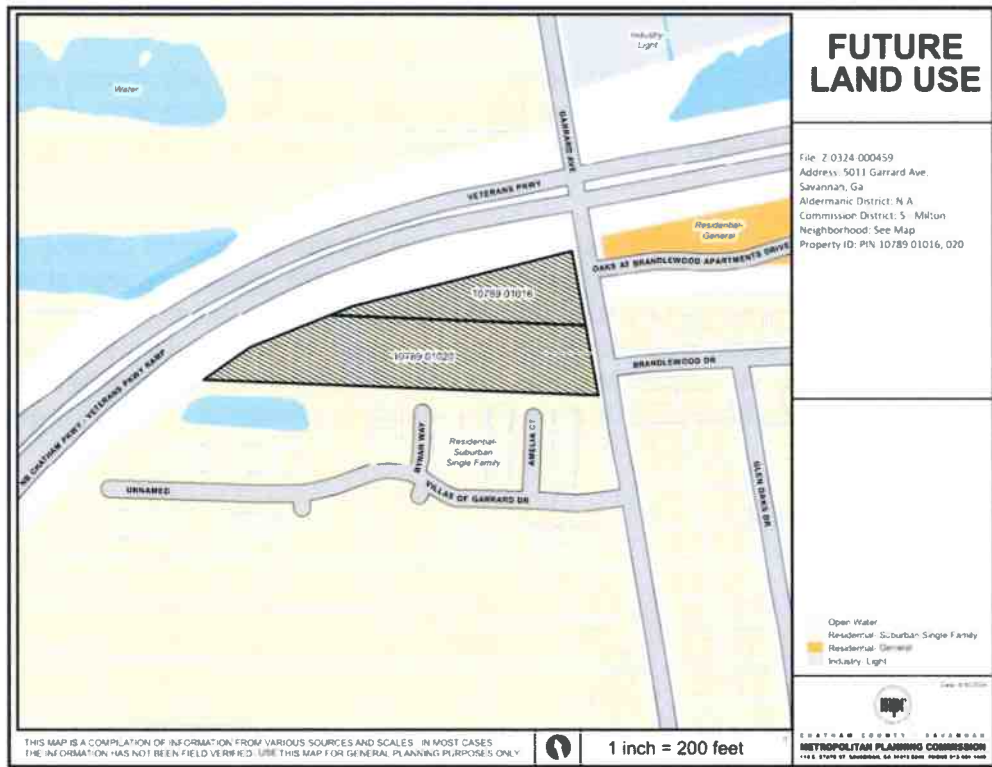 FUTURE
LAND USE
File: Z-0324-000459
Address: 5011 Garrard Ave.
Savannah, Ga
Aldermanic District: N A
Commission District: 5 - Milton
Neighborhood: See Map
Property ID: PIN 10789 01016, 020
Water
Industry-
Light
GARRARD AVE
VETERANS PKWY
Residential-
General
OAKS AT BRANDLEWOOD APARTMENTS DRIVE
10789 01016
10789 01020
BRANDLEWOOD DR
NB CHATHAM PKWY - VETERANS PKWY RAMP
Residential-
Suburban
Single Family
AMELIA CT
GLEN OAKS DR
UNNAMED
VILLAS OF GARRARD DR
Open Water
Residential- Suburban Single Family
Residential- General
Industry- Light
mpc
CHATHAM COUNTY - SAVANNAH
METROPOLITAN PLANNING COMMISSION
THIS MAP IS A COMPILATION OF INFORMATION FROM VARIOUS SOURCES AND SCALES. IN MOST CASES
THE INFORMATION HAS NOT BEEN FIELD VERIFIED. USE THIS MAP FOR GENERAL PLANNING PURPOSES ONLY
1 inch = 200 feet